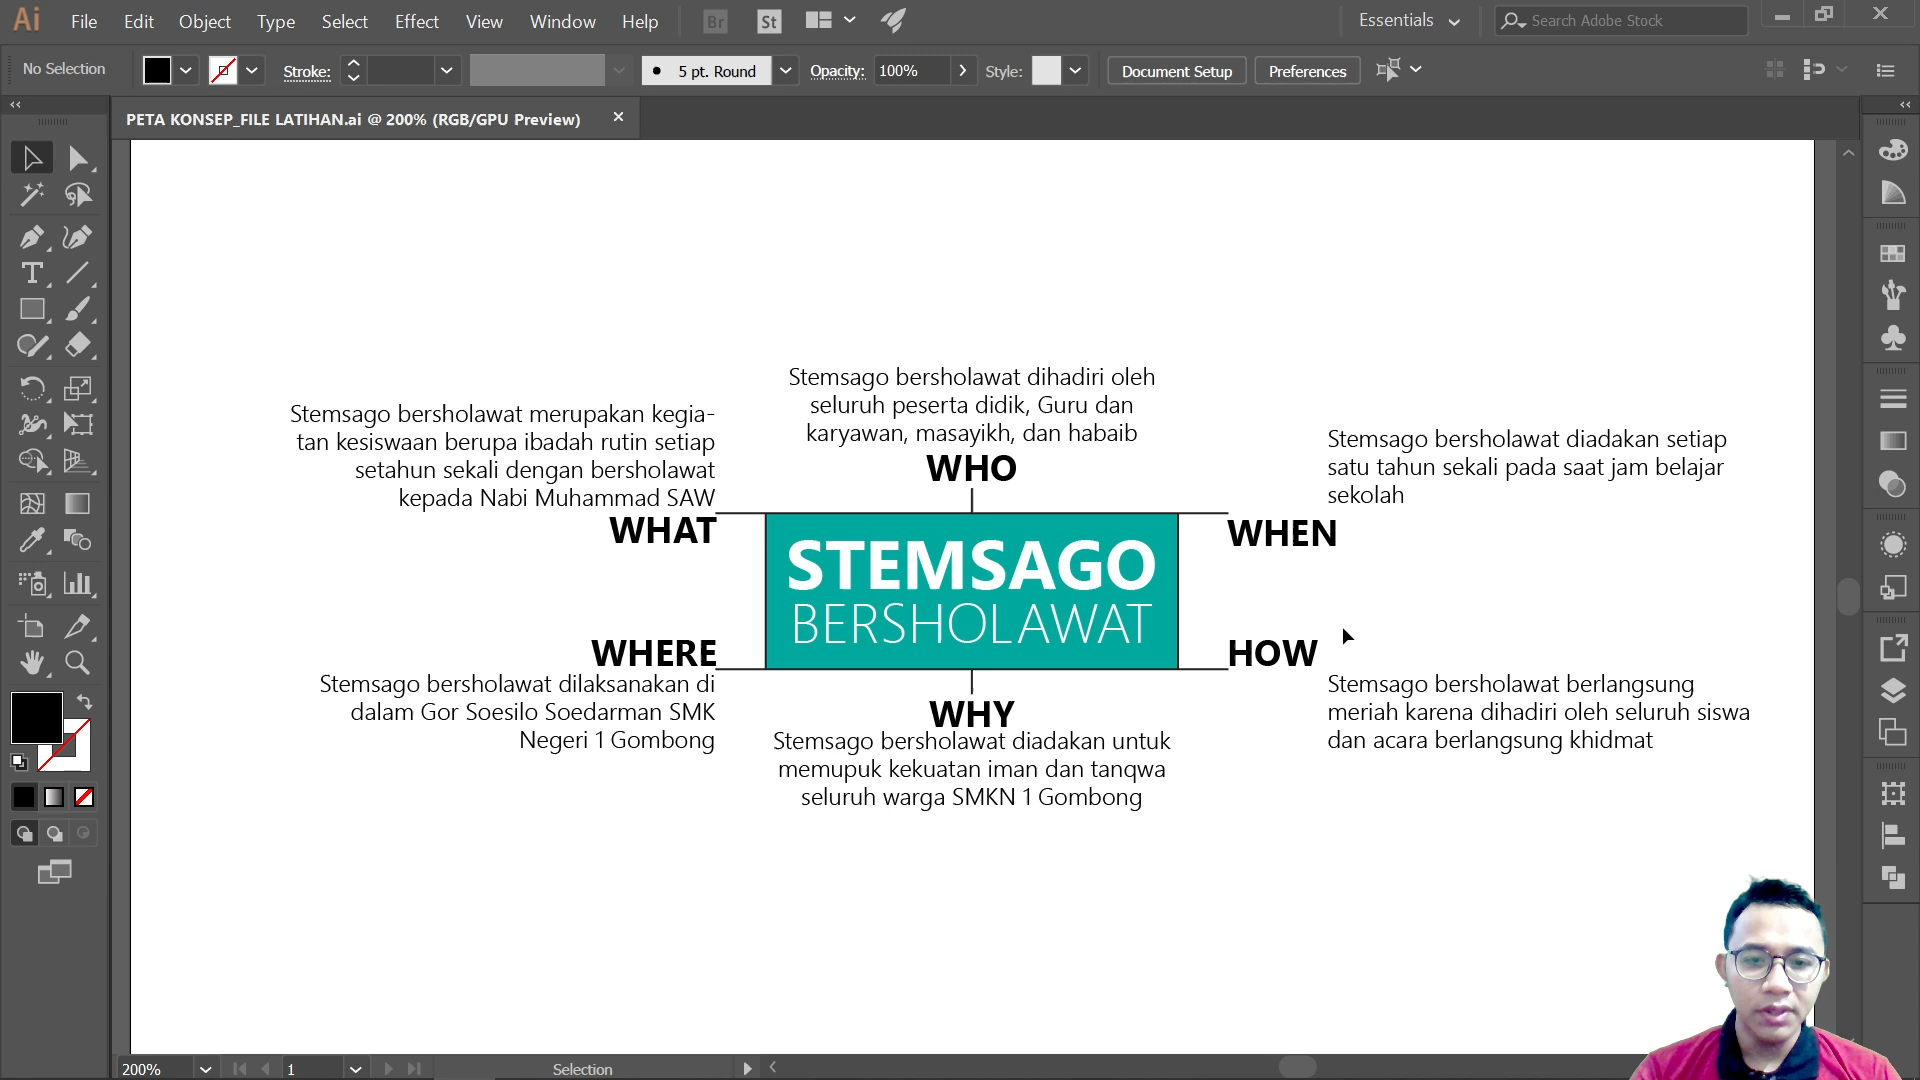 Ai File Edit Object Type Select Effect View Window Help Br St Essentials Search Adobe Stock
No Selection Stroke: 5 pt. Round Opacity: 100% Style: Document Setup Preferences
PETA KONSEP_FILE LATIHAN.ai @ 200% (RGB/GPU Preview)
Stemsago bersholawat merupakan kegia-
tan kesiswaan berupa ibadah rutin setiap
setahun sekali dengan bersholawat
kepada Nabi Muhammad SAW
WHAT
Stemsago bersholawat dihadiri oleh
seluruh peserta didik, Guru dan
karyawan, masayikh, dan habaib
WHO
Stemsago bersholawat diadakan setiap
satu tahun sekali pada saat jam belajar
sekolah
WHEN
STEMSAGO
BERSHOLAWAT
WHERE
Stemsago bersholawat dilaksanakan di
dalam Gor Soesilo Soedarman SMK
Negeri 1 Gombong
WHY
Stemsago bersholawat diadakan untuk
memupuk kekuatan iman dan tanqwa
seluruh warga SMKN 1 Gombong
HOW
Stemsago bersholawat berlangsung
meriah karena dihadiri oleh seluruh siswa
dan acara berlangsung khidmat
200% 1 Selection